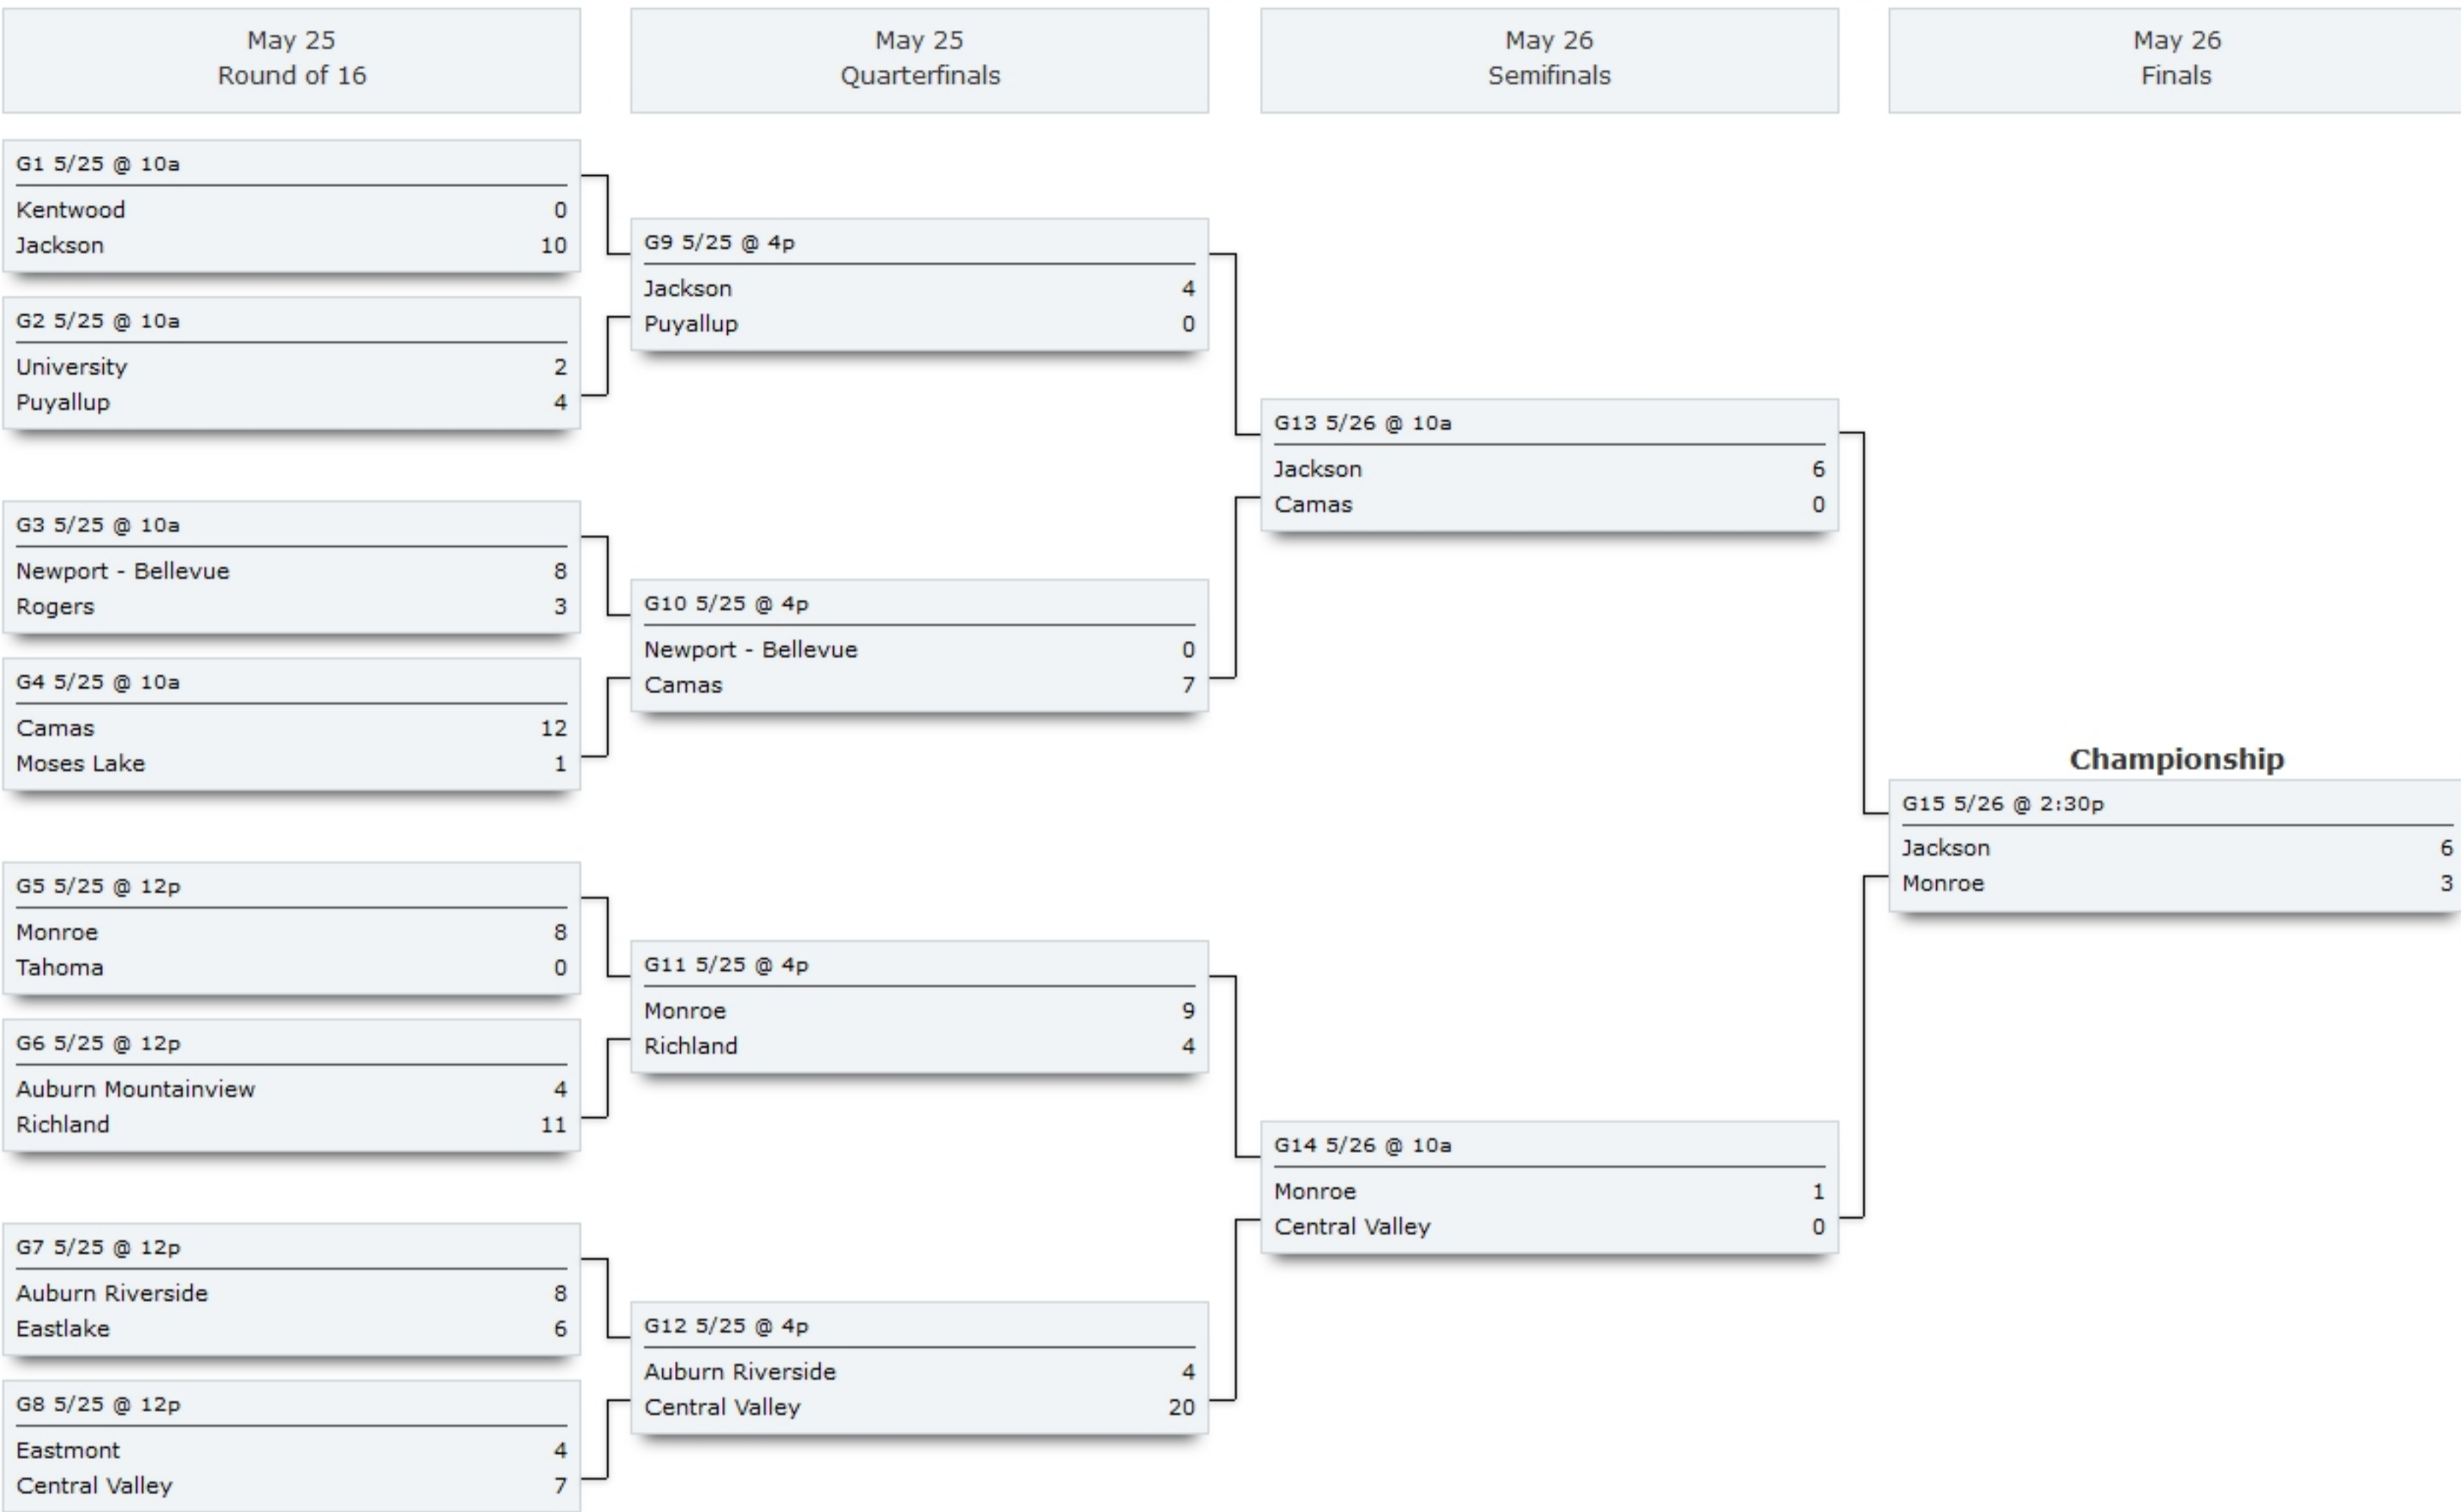 May 25
Round of 16
May 25
Quarterfinals
May 26
Semifinals
May 26
Finals
G1 5/25 @ 10a
Kentwood 0
Jackson 10
G2 5/25 @ 10a
University 2
Puyallup 4
G3 5/25 @ 10a
Newport - Bellevue 8
Rogers 3
G4 5/25 @ 10a
Camas 12
Moses Lake 1
G5 5/25 @ 12p
Monroe 8
Tahoma 0
G6 5/25 @ 12p
Auburn Mountainview 4
Richland 11
G7 5/25 @ 12p
Auburn Riverside 8
Eastlake 6
G8 5/25 @ 12p
Eastmont 4
Central Valley 7
G9 5/25 @ 4p
Jackson 4
Puyallup 0
G10 5/25 @ 4p
Newport - Bellevue 0
Camas 7
G11 5/25 @ 4p
Monroe 9
Richland 4
G12 5/25 @ 4p
Auburn Riverside 4
Central Valley 20
G13 5/26 @ 10a
Jackson 6
Camas 0
G14 5/26 @ 10a
Monroe 1
Central Valley 0
Championship
G15 5/26 @ 2:30p
Jackson 6
Monroe 3